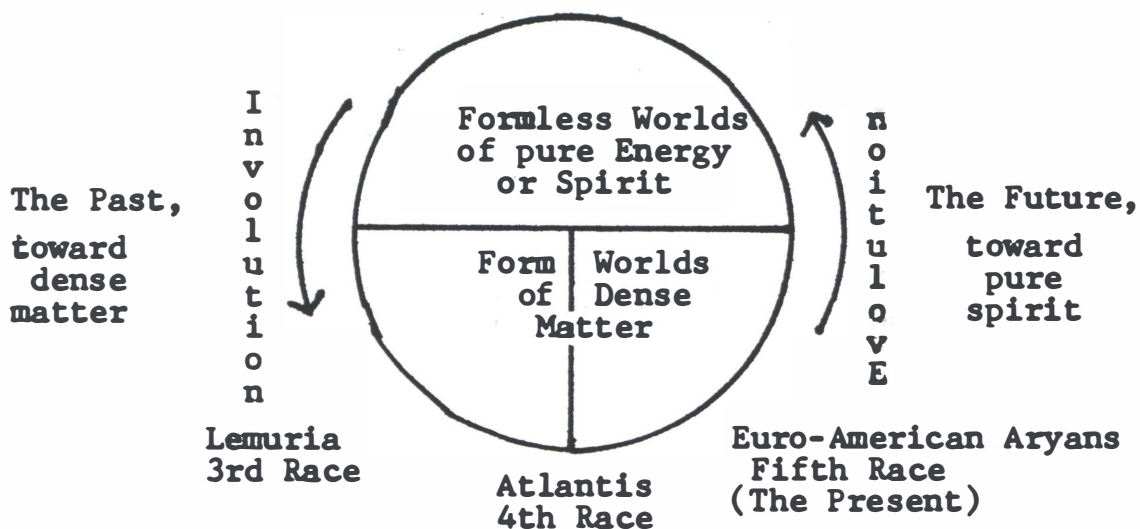 Involution
Formless Worlds
of pure Energy
or Spirit
Evolution
The Past,
toward
dense
matter
The Future,
toward
pure
spirit
Form Worlds
of Dense
Matter
Lemuria
3rd Race
Atlantis
4th Race
Euro-American Aryans
Fifth Race
(The Present)